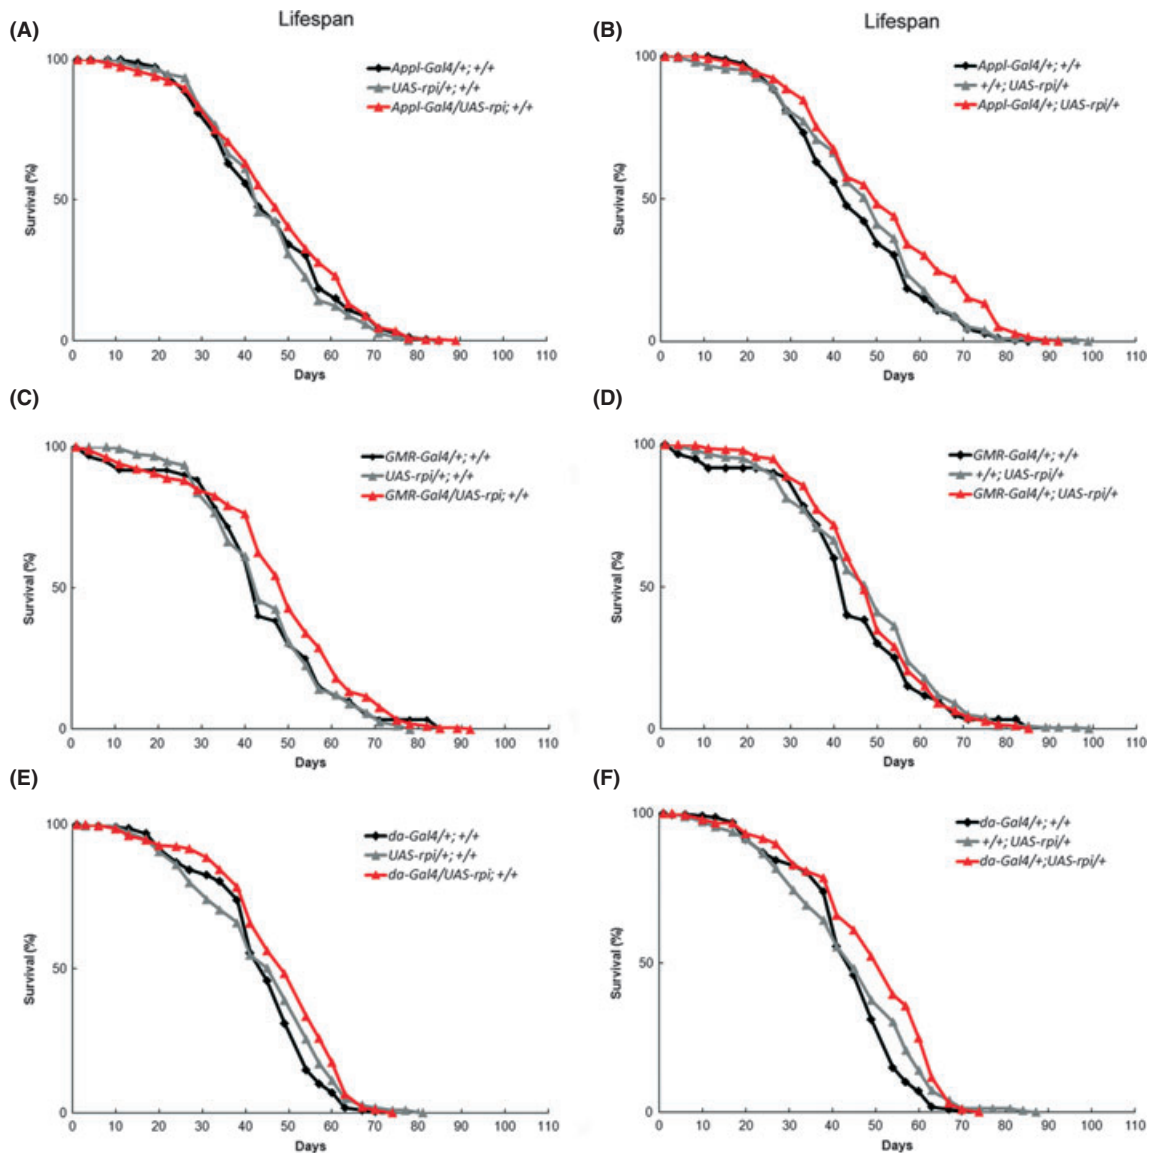 Lifespan
Lifespan
(A)
Appl-Gal4/+; +/+
UAS-rpi/+; +/+
Appl-Gal4/UAS-rpi; +/+
Survival (%)
100
50
0
0 10 20 30 40 50 60 70 80 90 100 110
Days
(B)
Appl-Gal4/+; +/+
+/+; UAS-rpi/+
Appl-Gal4/+; UAS-rpi/+
Survival (%)
100
50
0
0 10 20 30 40 50 60 70 80 90 100 110
Days
(C)
GMR-Gal4/+; +/+
UAS-rpi/+; +/+
GMR-Gal4/UAS-rpi; +/+
Survival (%)
100
50
0
0 10 20 30 40 50 60 70 80 90 100 110
Days
(D)
GMR-Gal4/+; +/+
+/+; UAS-rpi/+
GMR-Gal4/+; UAS-rpi/+
Survival (%)
100
50
0
0 10 20 30 40 50 60 70 80 90 100 110
Days
(E)
da-Gal4/+; +/+
UAS-rpi/+; +/+
da-Gal4/UAS-rpi; +/+
Survival (%)
100
50
0
0 10 20 30 40 50 60 70 80 90 100 110
Days
(F)
da-Gal4/+; +/+
+/+; UAS-rpi/+
da-Gal4/+;UAS-rpi/+
Survival (%)
100
50
0
0 10 20 30 40 50 60 70 80 90 100 110
Days